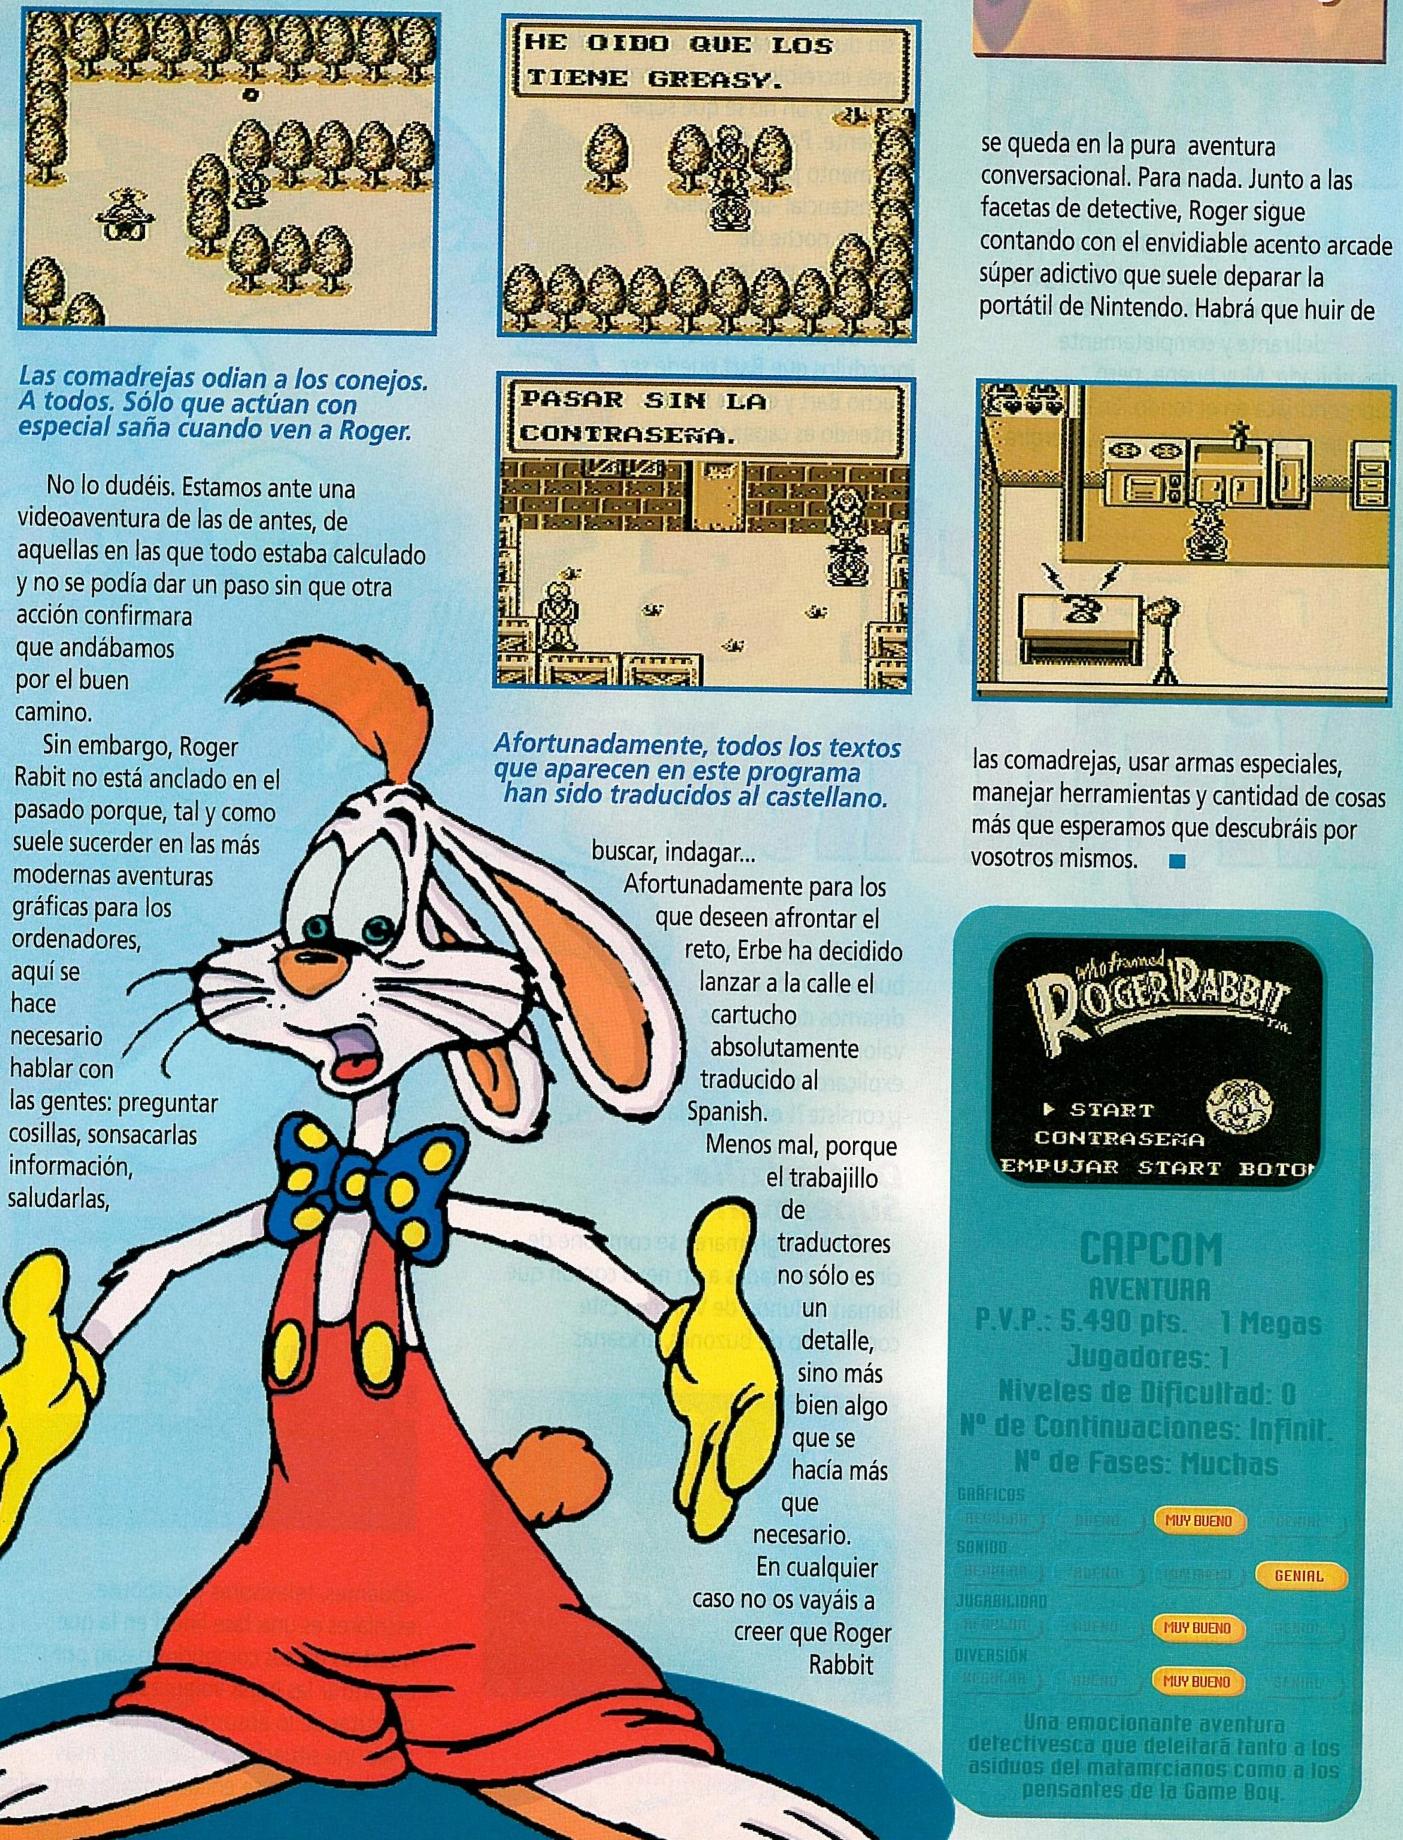 HE OIDO QUE LOS
TIENE GREASY.
Las comadrejas odian a los conejos.
A todos. Sólo que actúan con
especial saña cuando ven a Roger.
No lo dudéis. Estamos ante una
videoaventura de las de antes, de
aquellas en las que todo estaba calculado
y no se podía dar un paso sin que otra
acción confirmara
que andábamos
por el buen
camino.
Sin embargo, Roger
Rabit no está anclado en el
pasado porque, tal y como
suele sucerder en las más
modernas aventuras
gráficas para los
ordenadores,
aquí se
hace
necesario
hablar con
las gentes: preguntar
cosillas, sonsacarlas
información,
saludarlas,
PASAR SIN LA
CONTRASEÑA.
Afortunadamente, todos los textos
que aparecen en este programa
han sido traducidos al castellano.
buscar, indagar...
Afortunadamente para los
que deseen afrontar el
reto, Erbe ha decidido
lanzar a la calle el
cartucho
absolutamente
traducido al
Spanish.
Menos mal, porque
el trabajillo
de
traductores
no sólo es
un
detalle,
sino más
bien algo
que se
hacía más
que
necesario.
En cualquier
caso no os vayáis a
creer que Roger
Rabbit
se queda en la pura aventura
conversacional. Para nada. Junto a las
facetas de detective, Roger sigue
contando con el envidiable acento arcade
súper adictivo que suele deparar la
portátil de Nintendo. Habrá que huir de
las comadrejas, usar armas especiales,
manejar herramientas y cantidad de cosas
más que esperamos que descubráis por
vosotros mismos.
Who framed
ROGER RABBIT
TM
START
CONTRASEÑA
EMPUJAR START BOTO
CAPCOM
AVENTURA
P.V.P.: 5.490 pts. 1 Megas
Jugadores: 1
Niveles de Dificultad: 0
Nº de Continuaciones: Infinit.
Nº de Fases: Muchas
GRÁFICOS
REGULAR BUENO MUY BUENO GENIAL
SONIDO
REGULAR BUENO MUY BUENO GENIAL
JUGABILIDAD
REGULAR BUENO MUY BUENO GENIAL
DIVERSIÓN
REGULAR BUENO MUY BUENO GENIAL
Una emocionante aventura
detectivesca que deleitará tanto a los
asiduos del matamrcianos como a los
pensantes de la Game Boy.